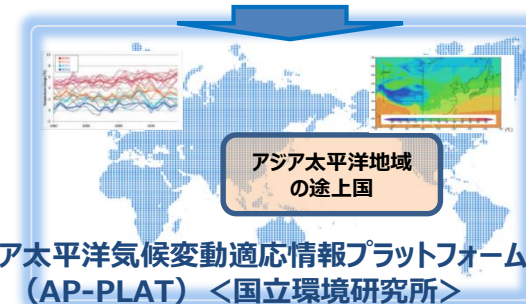 アジア太平洋地域
の途上国
ア太平洋気候変動適応情報プラットフォーム
（AP-PLAT）＜国立環境研究所＞